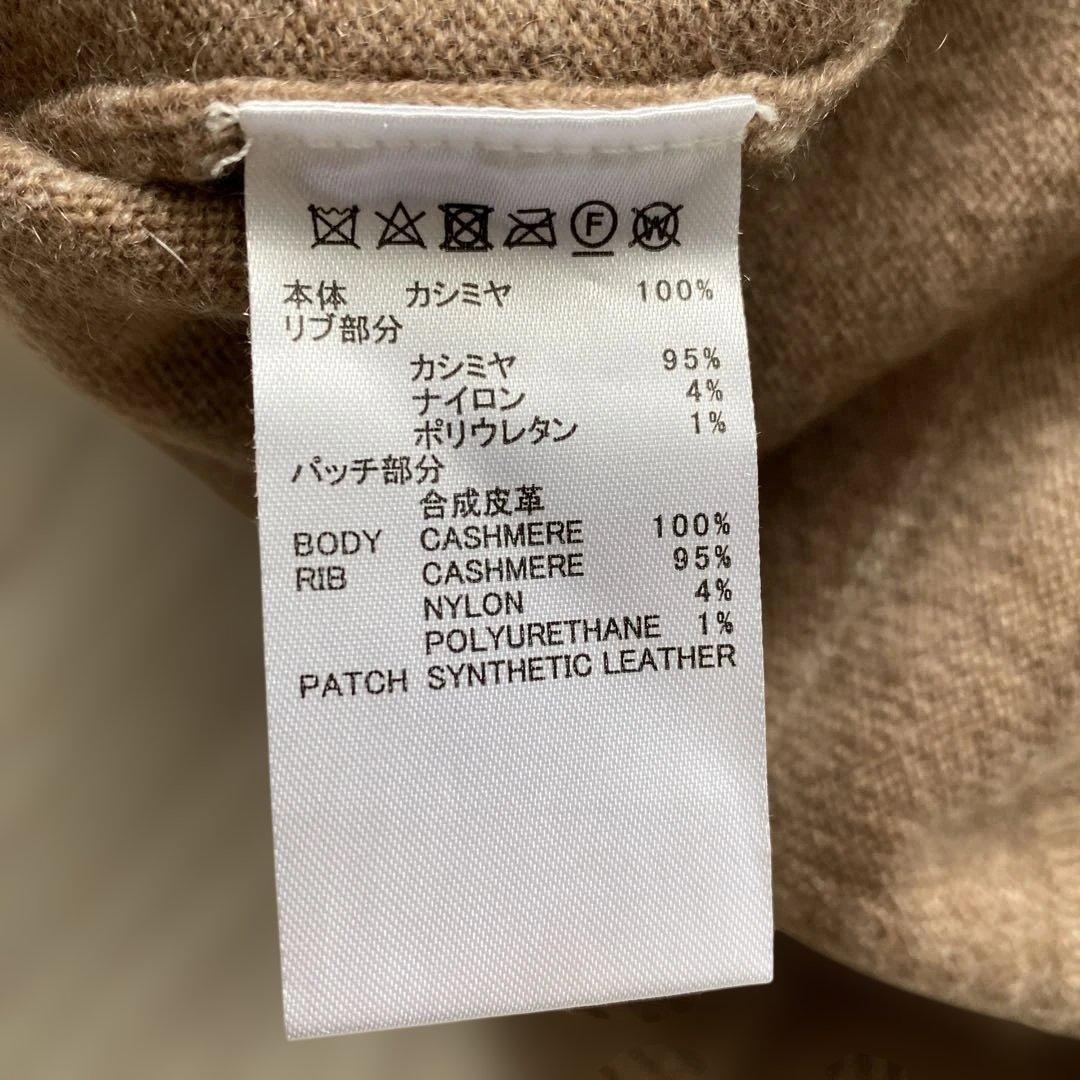 F W
本体 カシミヤ 100%
リブ部分
カシミヤ 95%
ナイロン 4%
ポリウレタン 1%
パッチ部分
合成皮革
BODY CASHMERE 100%
RIB CASHMERE 95%
NYLON 4%
POLYURETHANE 1%
PATCH SYNTHETIC LEATHER